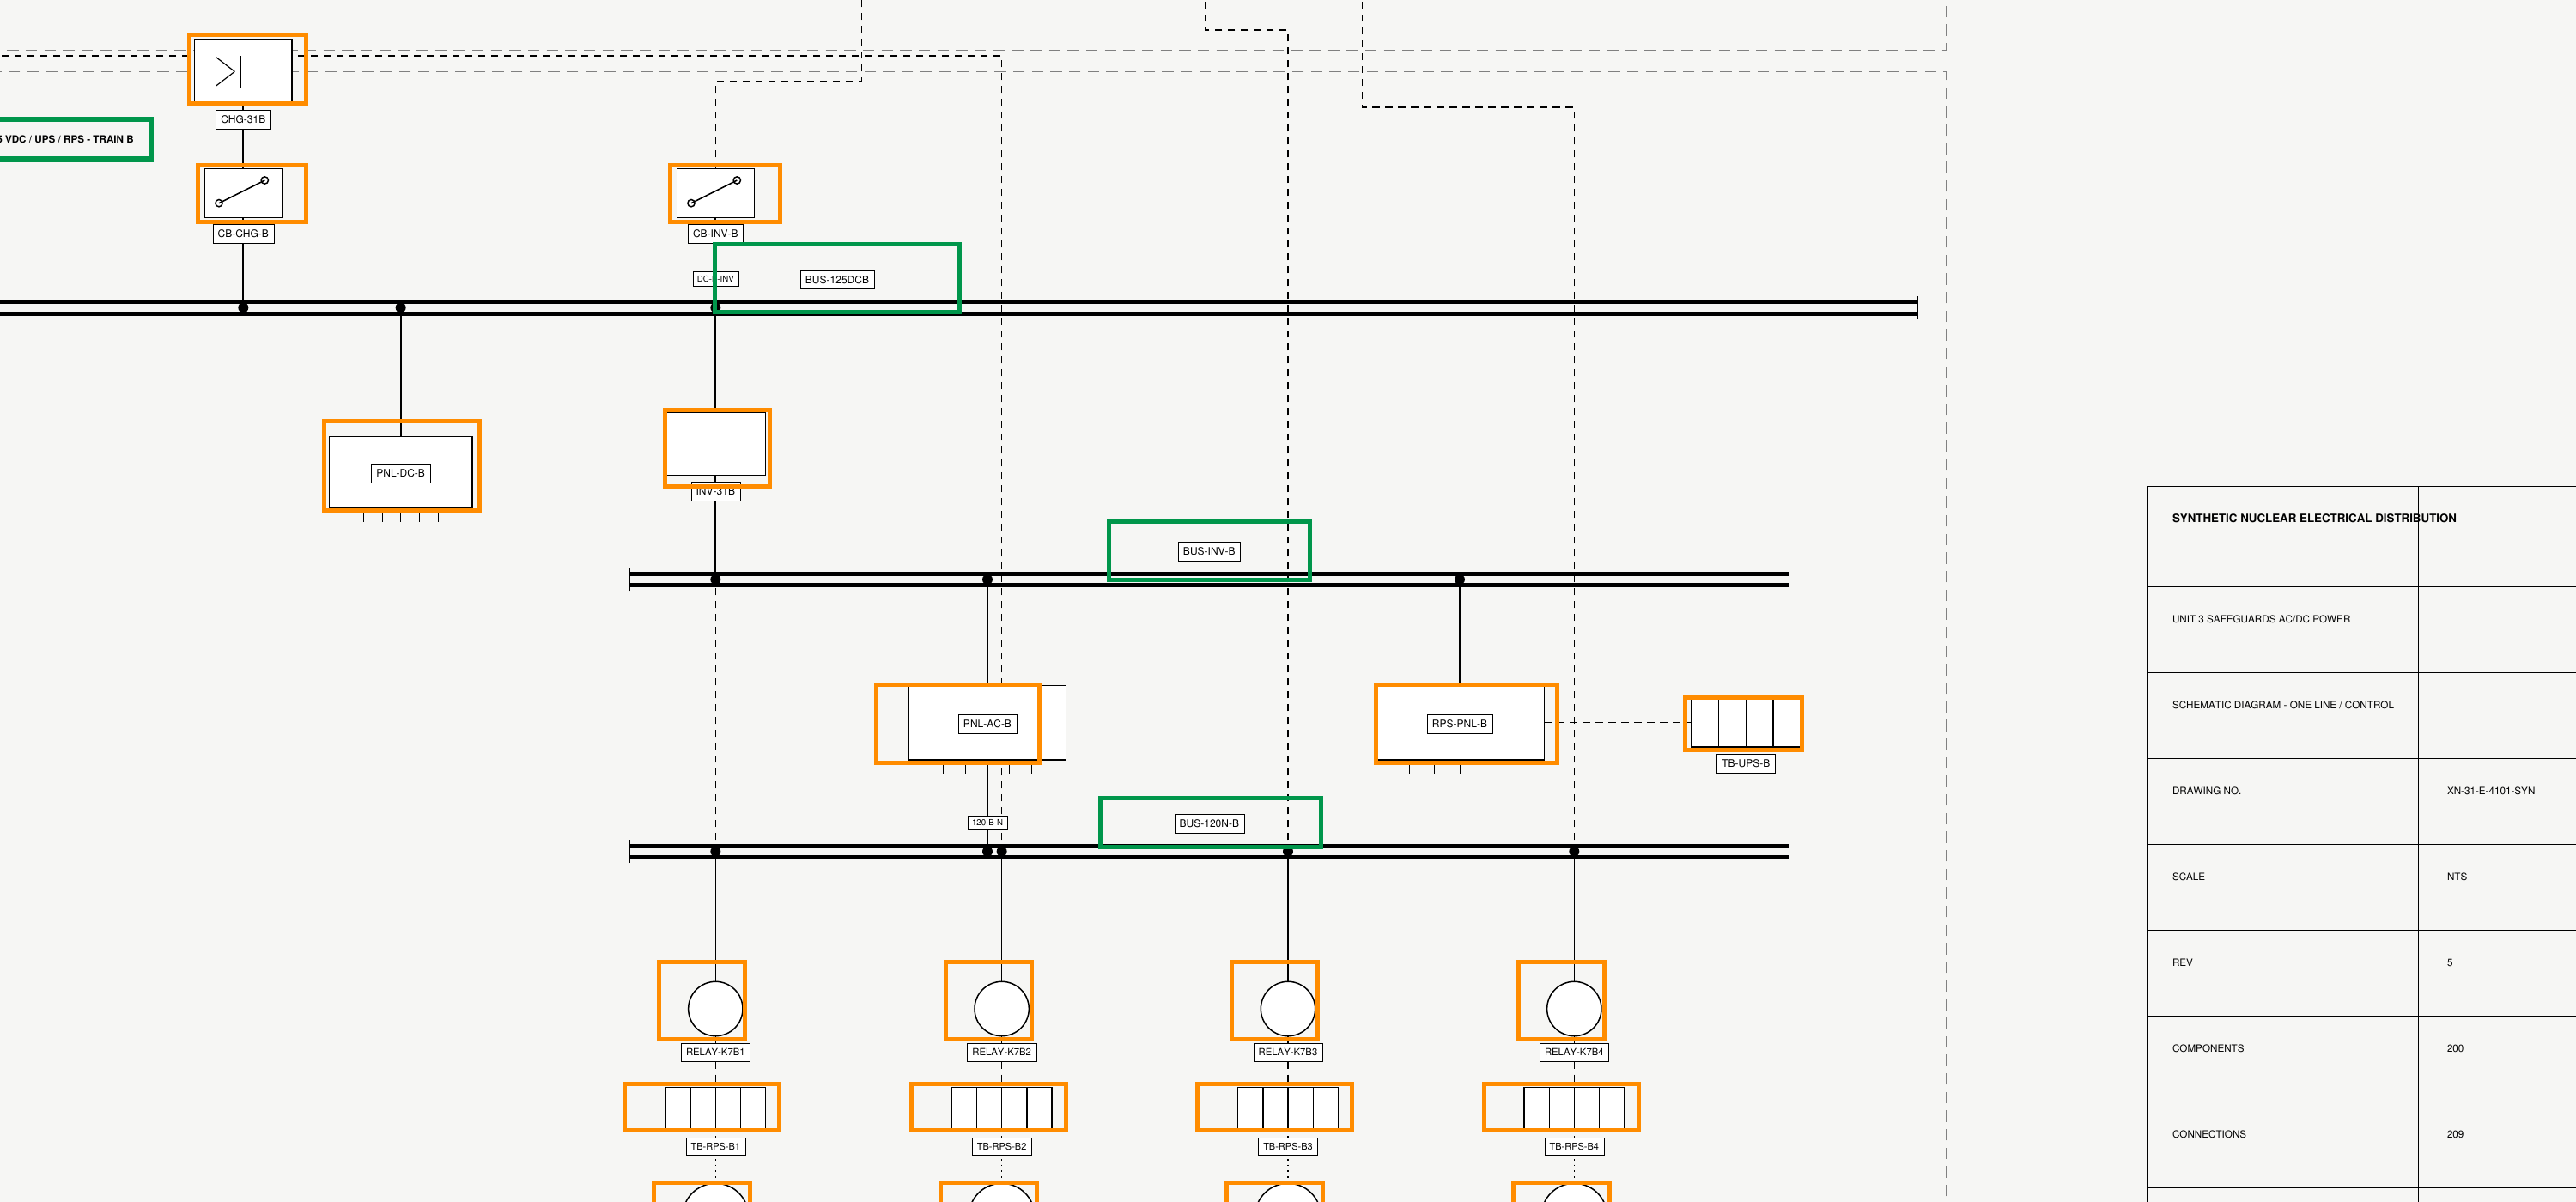 CHG-31B
5 VDC / UPS / RPS - TRAIN B
CB-CHG-B
CB-INV-B
BUS-125DCB
PNL-DC-B
INV-31B
BUS-INV-B
PNL-AC-B
RPS-PNL-B
TB-UPS-B
120-B-N
BUS-120N-B
RELAY-K7B1
RELAY-K7B2
RELAY-K7B3
RELAY-K7B4
TB-RPS-B1
TB-RPS-B2
TB-RPS-B3
TB-RPS-B4
SYNTHETIC NUCLEAR ELECTRICAL DISTRIBUTION
UNIT 3 SAFEGUARDS AC/DC POWER
SCHEMATIC DIAGRAM - ONE LINE / CONTROL
DRAWING NO. XN-31-E-4101-SYN
SCALE NTS
REV 5
COMPONENTS 200
CONNECTIONS 209